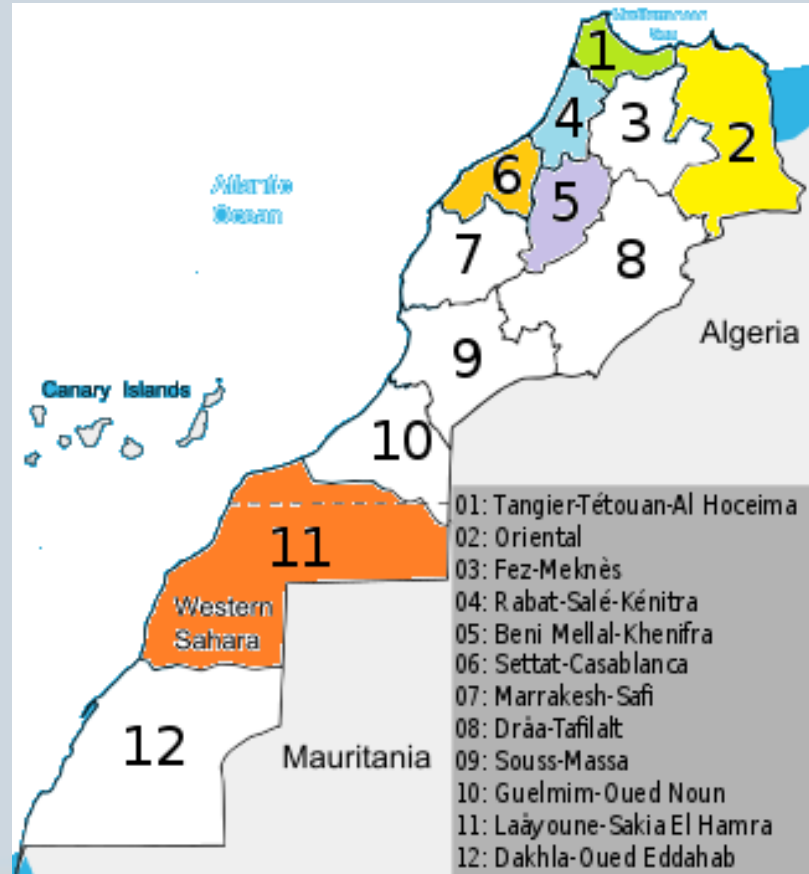 Mediterranean
Sea
1
4
3
2
6
5
Atlantic
Ocean
7
8
Algeria
9
Canary Islands
10
11
Western
Sahara
12
Mauritania
01: Tangier-Tétouan-Al Hoceima
02: Oriental
03: Fez-Meknès
04: Rabat-Salé-Kénitra
05: Beni Mellal-Khenifra
06: Settat-Casablanca
07: Marrakesh-Safi
08: Drâa-Tafilalt
09: Souss-Massa
10: Guelmim-Oued Noun
11: Laâyoune-Sakia El Hamra
12: Dakhla-Oued Eddahab